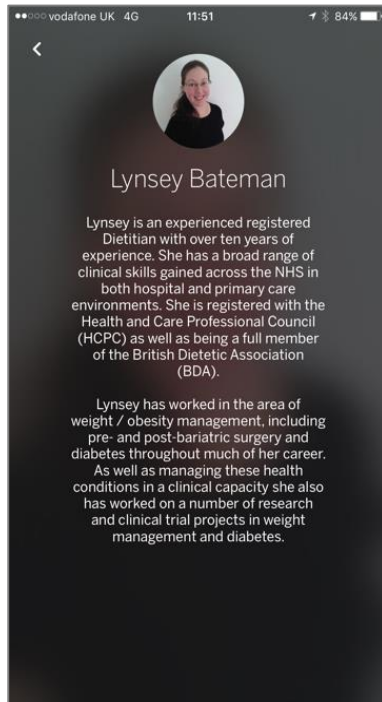 vodafone UK 4G 11:51 84%
Lynsey Bateman
Lynsey is an experienced registered
Dietitian with over ten years of
experience. She has a broad range of
clinical skills gained across the NHS in
both hospital and primary care
environments. She is registered with the
Health and Care Professional Council
(HCPC) as well as being a full member
of the British Dietetic Association
(BDA).
Lynsey has worked in the area of
weight / obesity management, including
pre- and post-bariatric surgery and
diabetes throughout much of her career.
As well as managing these health
conditions in a clinical capacity she also
has worked on a number of research
and clinical trial projects in weight
management and diabetes.